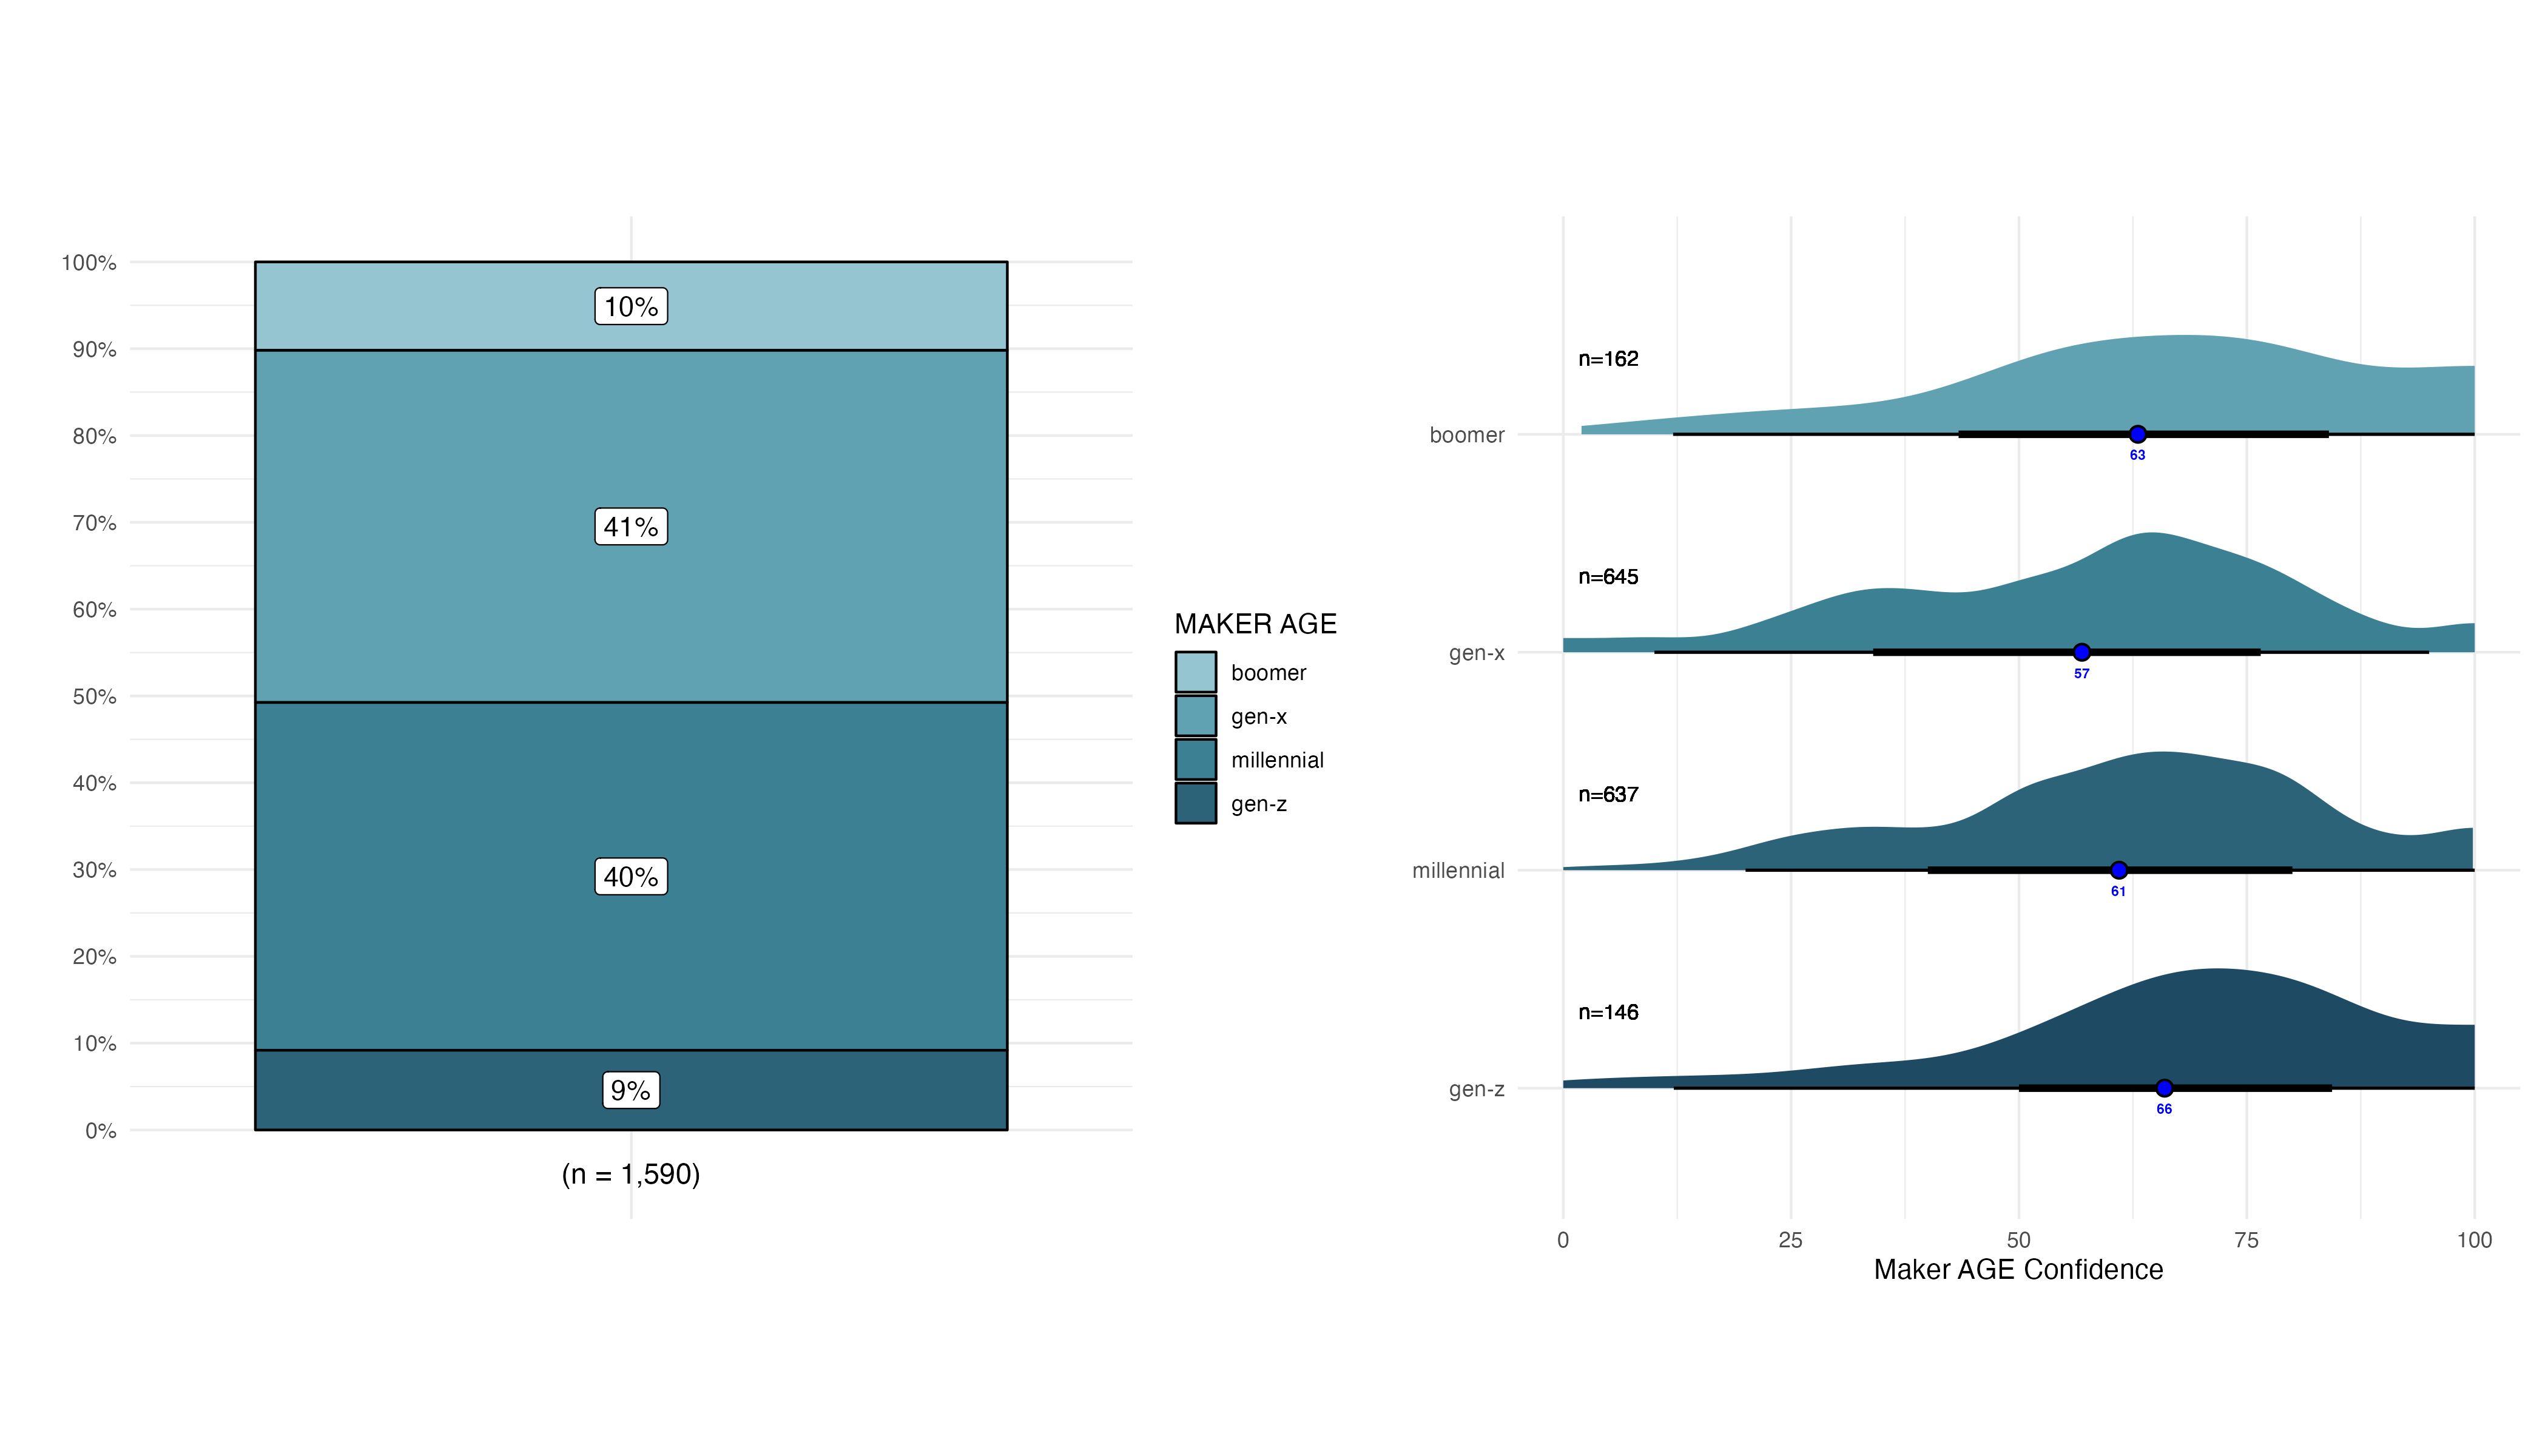 100%
90%
80%
70%
60%
50%
40%
30%
20%
10%
0%
10%
41%
40%
9%
(n = 1,590)
MAKER AGE
boomer
gen-x
millennial
gen-z
boomer
gen-x
millennial
gen-z
n=162
63
n=645
57
n=637
61
n=146
66
0 25 50 75 100
Maker AGE Confidence